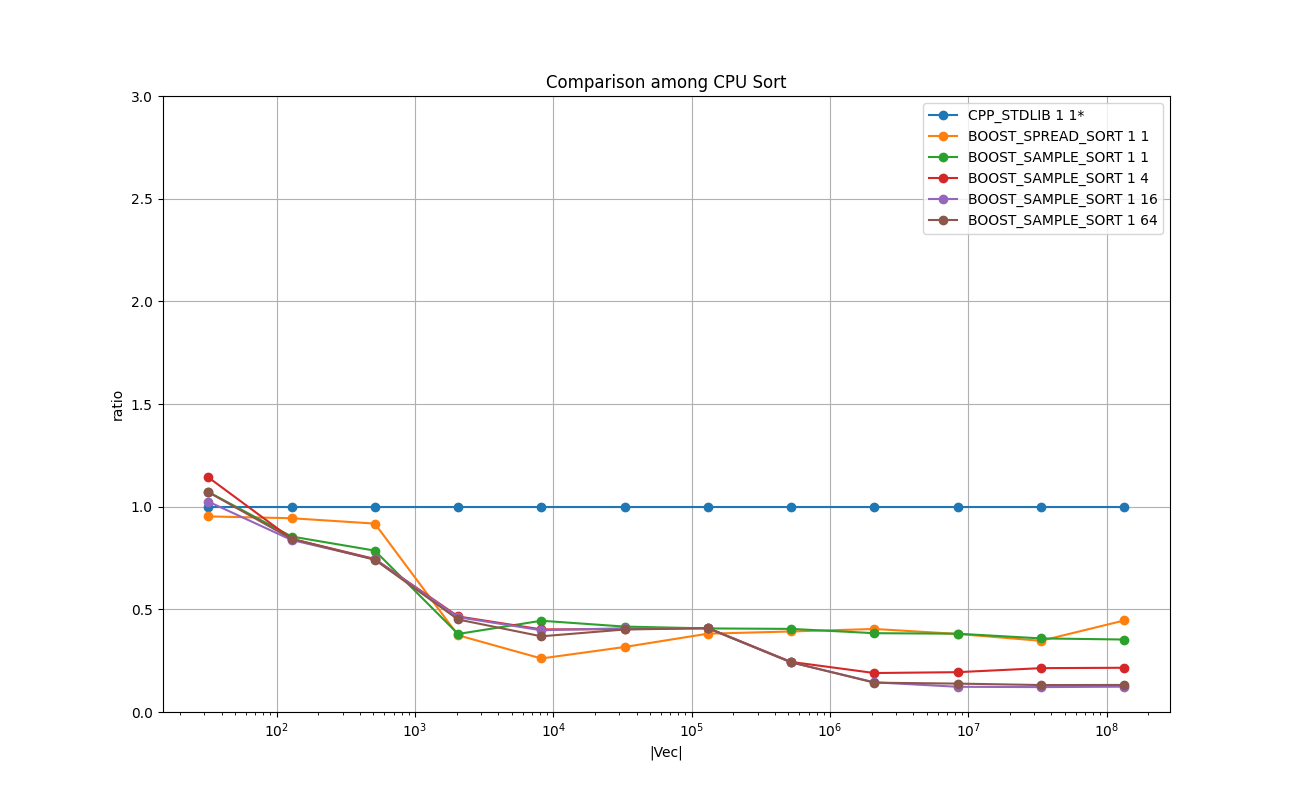 Comparison among CPU Sort
3.0
2.5
2.0
1.5
1.0
0.5
0.0
ratio
CPP_STDLIB 1 1*
BOOST_SPREAD_SORT 1 1
BOOST_SAMPLE_SORT 1 1
BOOST_SAMPLE_SORT 1 4
BOOST_SAMPLE_SORT 1 16
BOOST_SAMPLE_SORT 1 64
10² 10³ 10⁴ 10⁵ 10⁶ 10⁷ 10⁸
|Vec|